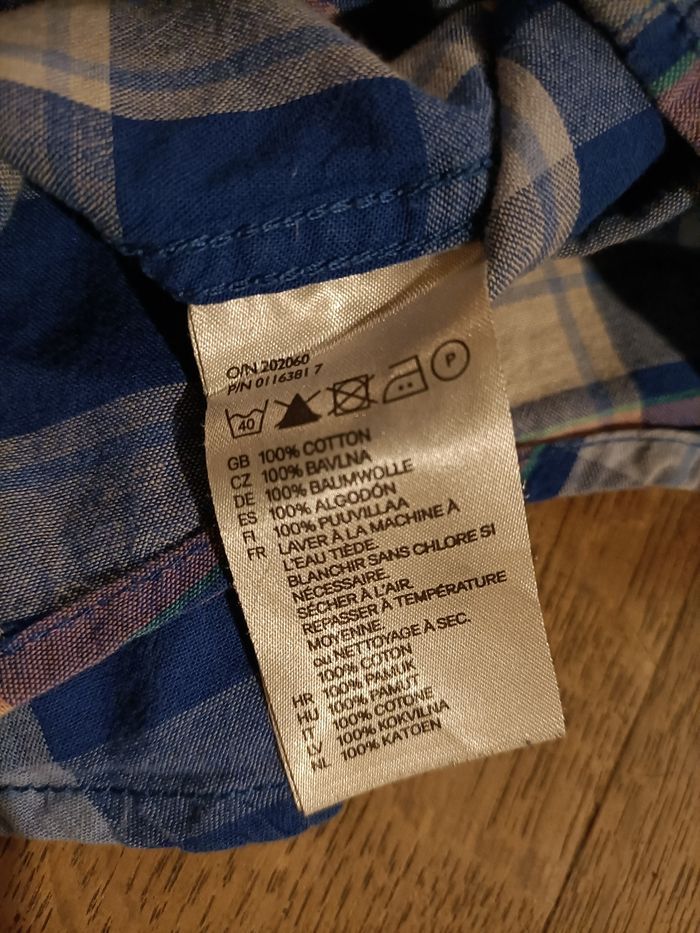 O/N 202060
P/N 0116381 7
40 P
GB 100% COTTON
CZ 100% BAVLNA
DE 100% BAUMWOLLE
ES 100% ALGODÓN
FI 100% PUUVILLAA
FR LAVER À LA MACHINE À
L'EAU TIÈDE.
BLANCHIR SANS CHLORE SI
NÉCESSAIRE.
SÉCHER À L'AIR.
REPASSER À TEMPÉRATURE
MOYENNE.
ou NETTOYAGE À SEC.
100% COTON
HR 100% PAMUK
HU 100% PAMUT
IT 100% COTONE
LV 100% KOKVILNA
NL 100% KATOEN